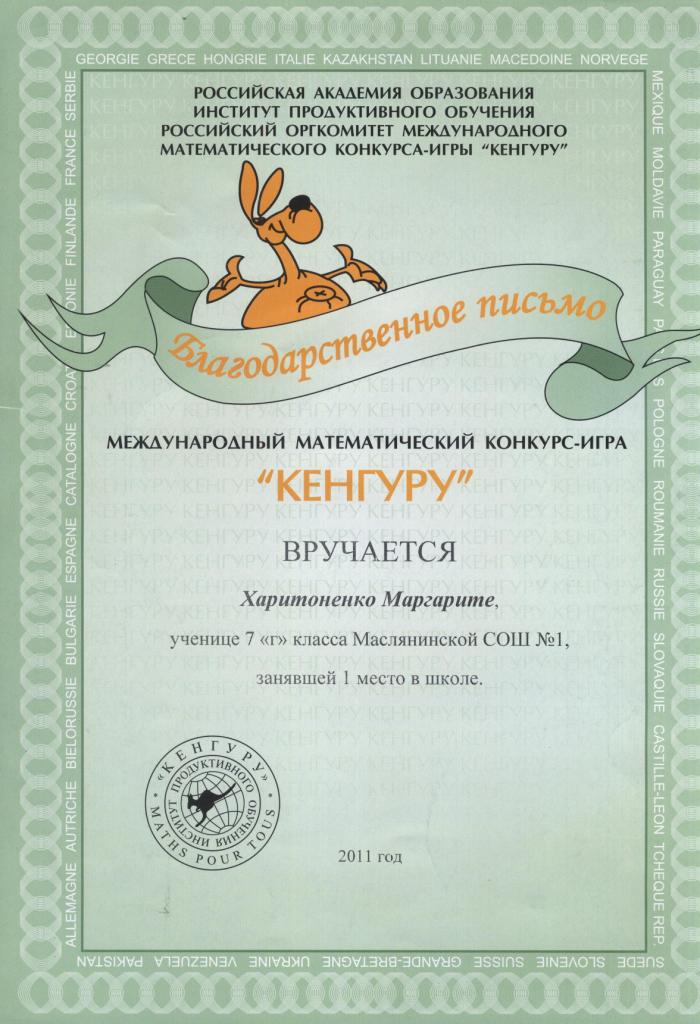 GEORGIE GRECE HONGRIE ITALIE KAZAKHSTAN LITUANIE MACEDOINE NORVEGE
РОССИЙСКАЯ АКАДЕМИЯ ОБРАЗОВАНИЯ
ИНСТИТУТ ПРОДУКТИВНОГО ОБУЧЕНИЯ
РОССИЙСКИЙ ОРГКОМИТЕТ МЕЖДУНАРОДНОГО
МАТЕМАТИЧЕСКОГО КОНКУРСА-ИГРЫ “КЕНГУРУ”
Благодарственное письмо
МЕЖДУНАРОДНЫЙ МАТЕМАТИЧЕСКИЙ КОНКУРС-ИГРА
“КЕНГУРУ”
ВРУЧАЕТСЯ
Харитоненко Маргарите,
ученице 7 «г» класса Маслянинской СОШ №1,
занявшей 1 место в школе.
«КЕНГУРУ»
ИНСТИТУТ ПРОДУКТИВНОГО ОБУЧЕНИЯ
MATHS POUR TOUS
2011 год
ALLEMAGNE AUTRICHE BIELORUSSIE BULGARIE ESPAGNE CATALOGNE FINLANDE FRANCE SERBIE
MEXIQUE MOLDAVIE PARAGUAY POLOGNE ROUMANIE RUSSIE SLOVAQUIE CASTILLE-LEON TCHEQUE REP.
SUEDE SLOVENIE SUISSE GRANDE-BRETAGNE UKRAINE VENEZUELA PAKISTAN